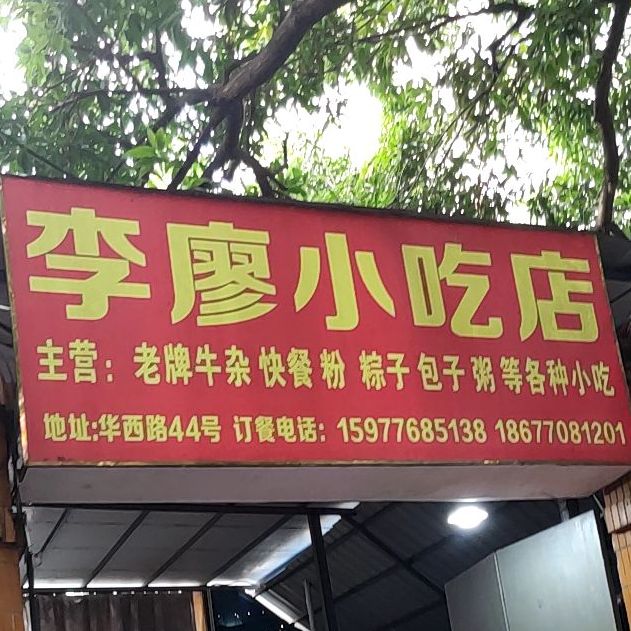 李廖小吃店
主营：老牌牛杂 快餐 粉 粽子 包子 粥 等各种小吃
地址:华西路44号 订餐电话：15977685138 18677081201